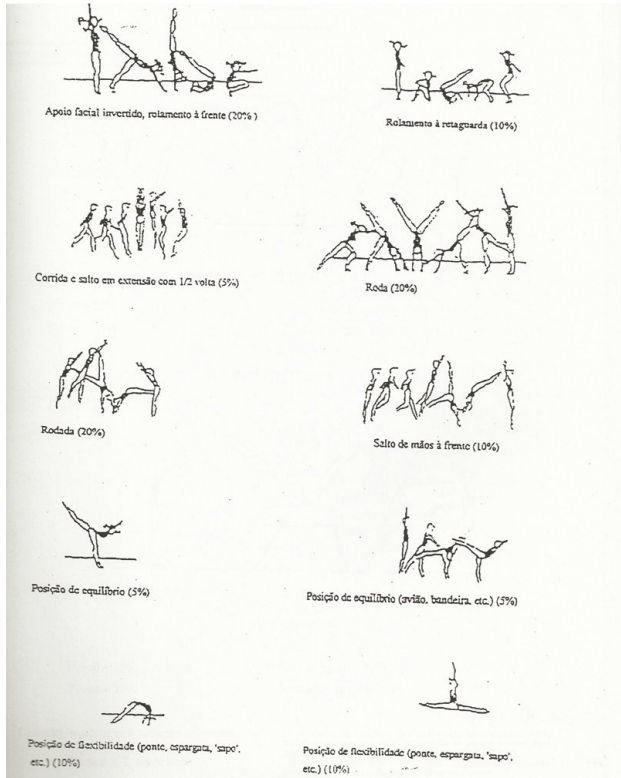 Apoio facial invertido, rolamento à frente (20% )
Rolamento à retaguarda (10%)
Corrida e salto em extensão com 1/2 volta (5%)
Roda (20%)
Rodada (20%)
Salto de mãos à frente (10%)
Posição de equilíbrio (5%)
Posição de equilíbrio (avião, bandeira, etc.) (5%)
Posição de flexibilidade (ponte, espargata, 'sapo',
etc.) (10%)
Posição de flexibilidade (ponte, espargata, 'sapo',
etc.) (10%)